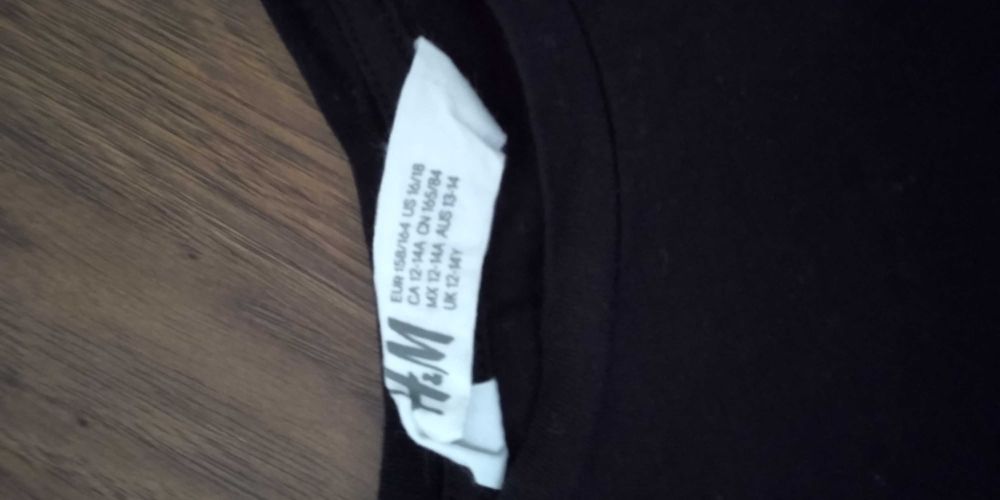 H&M
EUR 158/164 US 16/18
CA 12-14A CN 165/84
MX 12-14A AUS 13-14
UK 12-14Y